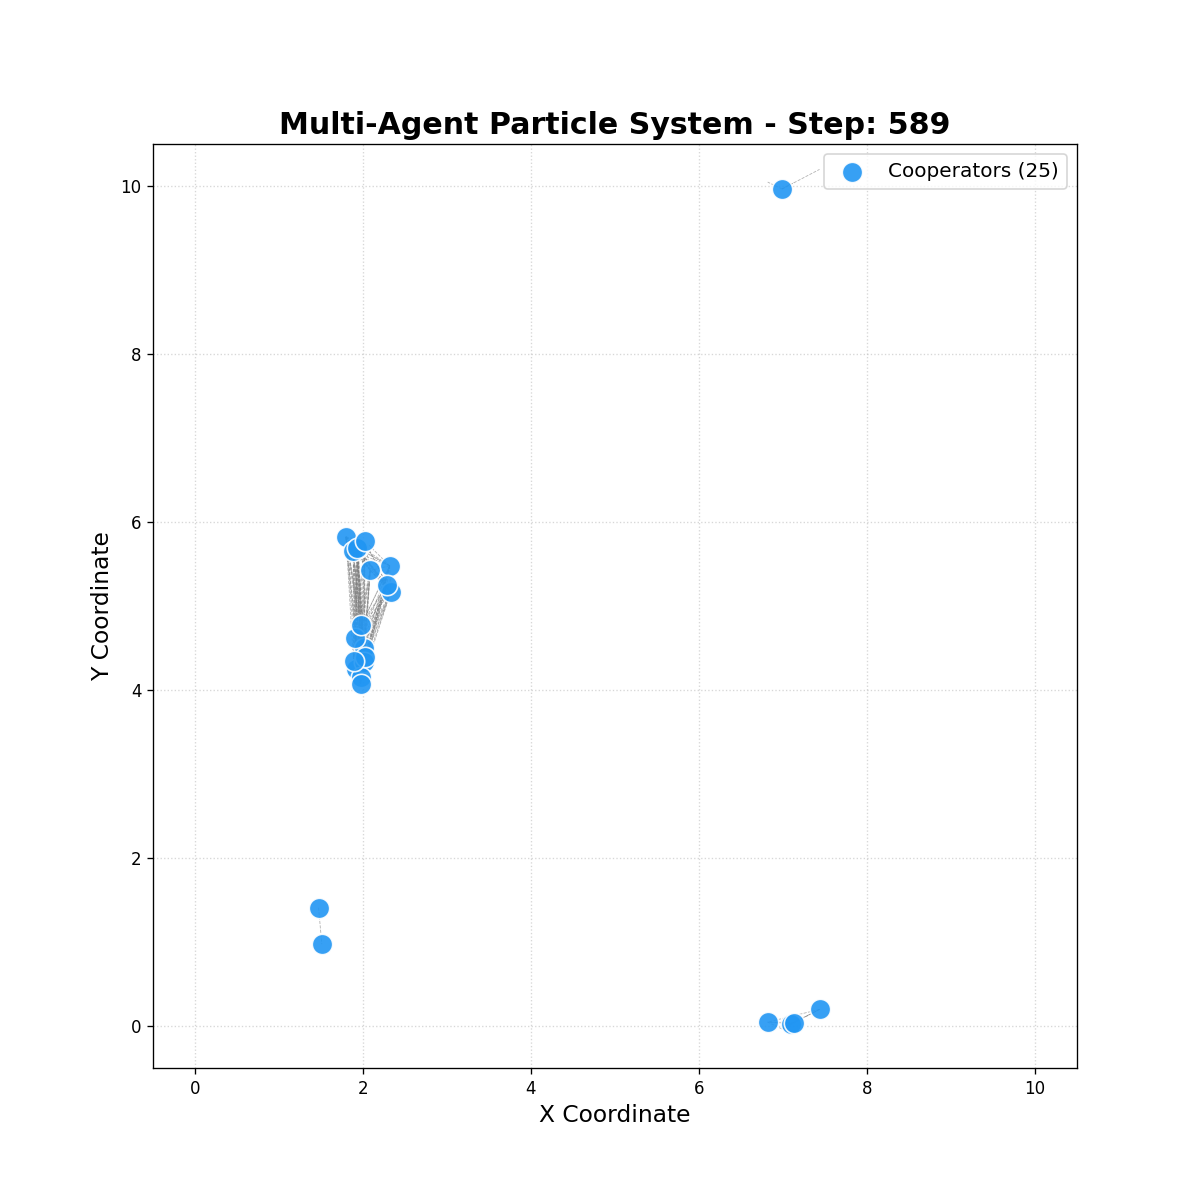 Multi-Agent Particle System - Step: 589
Cooperators (25)
Y Coordinate
10
8
6
4
2
0
0 2 4 6 8 10
X Coordinate